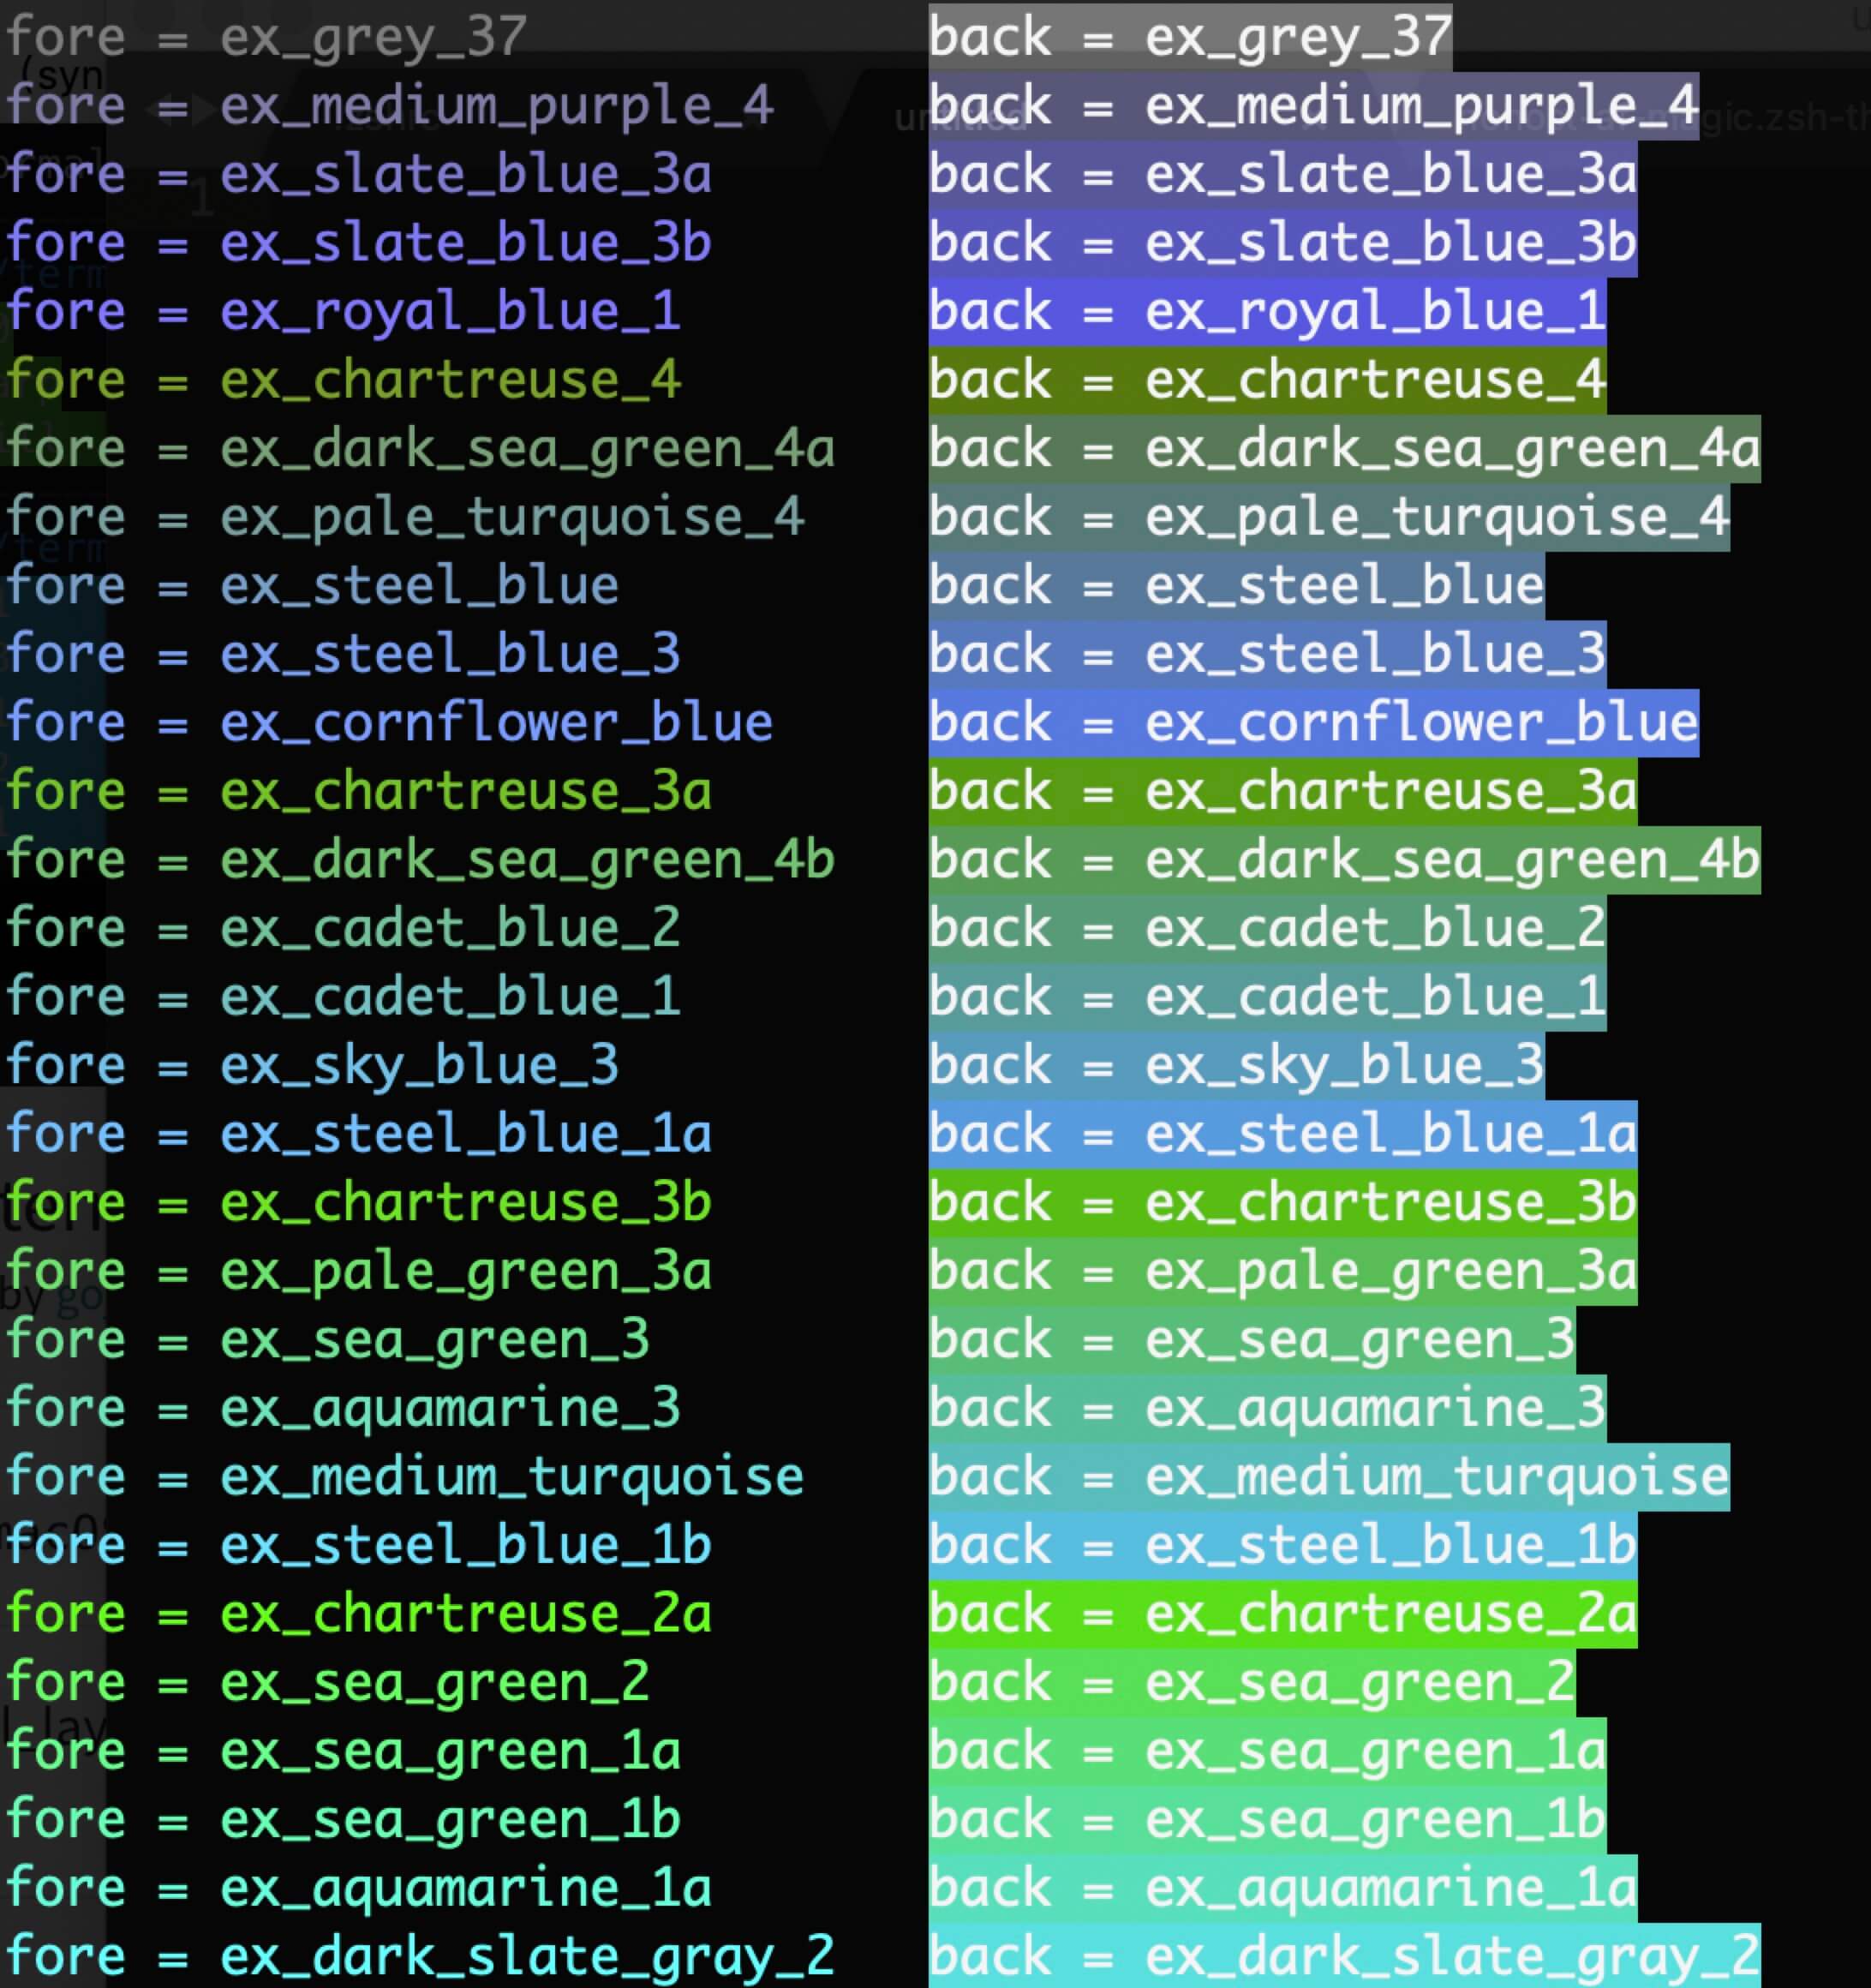 fore = ex_grey_37 back = ex_grey_37
fore = ex_medium_purple_4 back = ex_medium_purple_4
fore = ex_slate_blue_3a back = ex_slate_blue_3a
fore = ex_slate_blue_3b back = ex_slate_blue_3b
fore = ex_royal_blue_1 back = ex_royal_blue_1
fore = ex_chartreuse_4 back = ex_chartreuse_4
fore = ex_dark_sea_green_4a back = ex_dark_sea_green_4a
fore = ex_pale_turquoise_4 back = ex_pale_turquoise_4
fore = ex_steel_blue back = ex_steel_blue
fore = ex_steel_blue_3 back = ex_steel_blue_3
fore = ex_cornflower_blue back = ex_cornflower_blue
fore = ex_chartreuse_3a back = ex_chartreuse_3a
fore = ex_dark_sea_green_4b back = ex_dark_sea_green_4b
fore = ex_cadet_blue_2 back = ex_cadet_blue_2
fore = ex_cadet_blue_1 back = ex_cadet_blue_1
fore = ex_sky_blue_3 back = ex_sky_blue_3
fore = ex_steel_blue_1a back = ex_steel_blue_1a
fore = ex_chartreuse_3b back = ex_chartreuse_3b
fore = ex_pale_green_3a back = ex_pale_green_3a
fore = ex_sea_green_3 back = ex_sea_green_3
fore = ex_aquamarine_3 back = ex_aquamarine_3
fore = ex_medium_turquoise back = ex_medium_turquoise
fore = ex_steel_blue_1b back = ex_steel_blue_1b
fore = ex_chartreuse_2a back = ex_chartreuse_2a
fore = ex_sea_green_2 back = ex_sea_green_2
fore = ex_sea_green_1a back = ex_sea_green_1a
fore = ex_sea_green_1b back = ex_sea_green_1b
fore = ex_aquamarine_1a back = ex_aquamarine_1a
fore = ex_dark_slate_gray_2 back = ex_dark_slate_gray_2